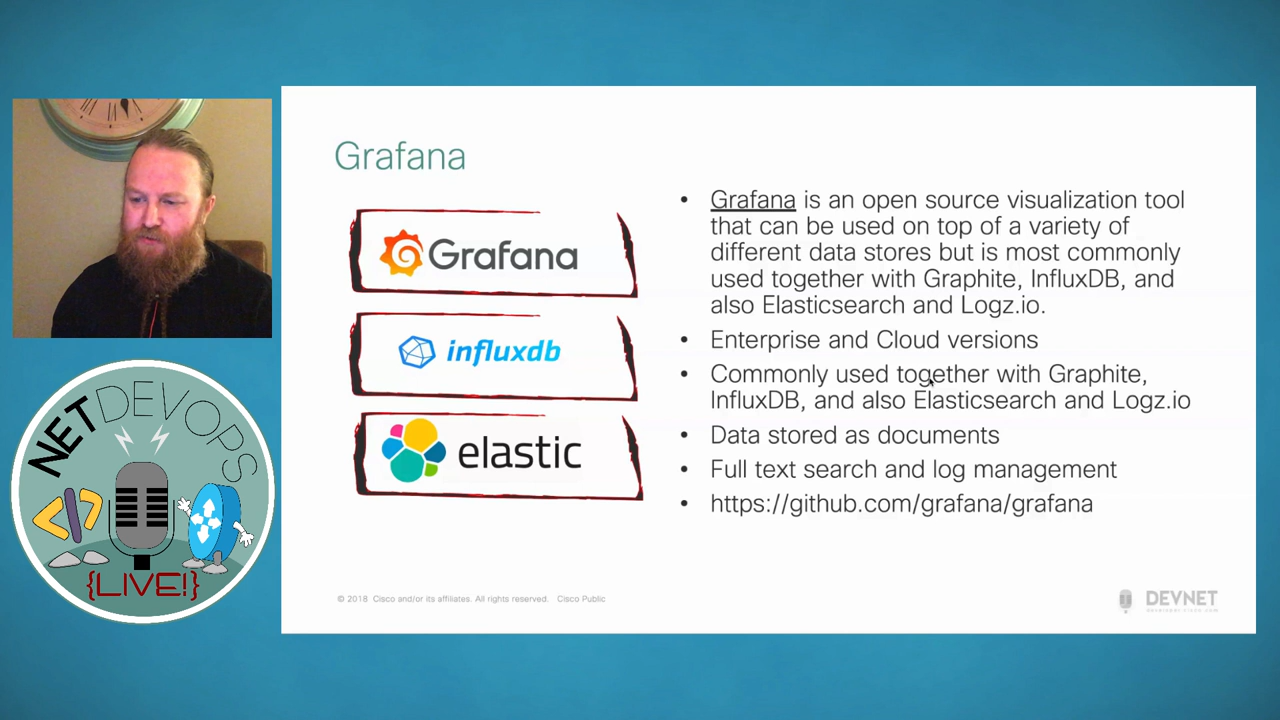 Grafana
Grafana
influxdb
elastic
• Grafana is an open source visualization tool
that can be used on top of a variety of
different data stores but is most commonly
used together with Graphite, InfluxDB, and
also Elasticsearch and Logz.io.
• Enterprise and Cloud versions
• Commonly used together with Graphite,
InfluxDB, and also Elasticsearch and Logz.io
• Data stored as documents
• Full text search and log management
• https://github.com/grafana/grafana
© 2018 Cisco and/or its affiliates. All rights reserved. Cisco Public
DEVNET
developer.cisco.com
NETDEVOPS
</>
{LIVE!}